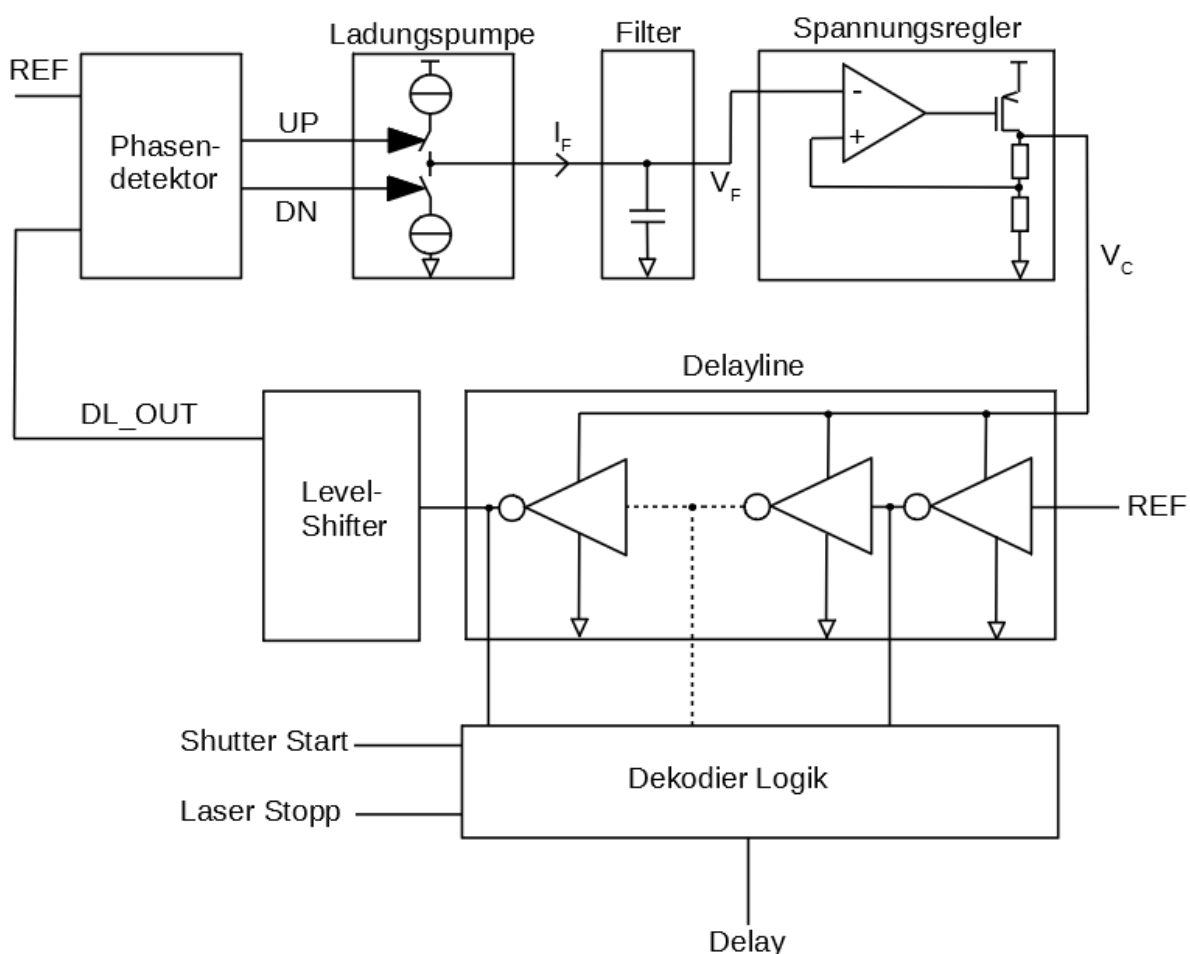 Ladungspumpe
Filter
Spannungsregler
REF
UP
Phasen-
detektor
DN
I_F
V_F
-
+
V_C
Delayline
DL_OUT
Level-
Shifter
REF
Shutter Start
Dekodier Logik
Laser Stopp
Delay